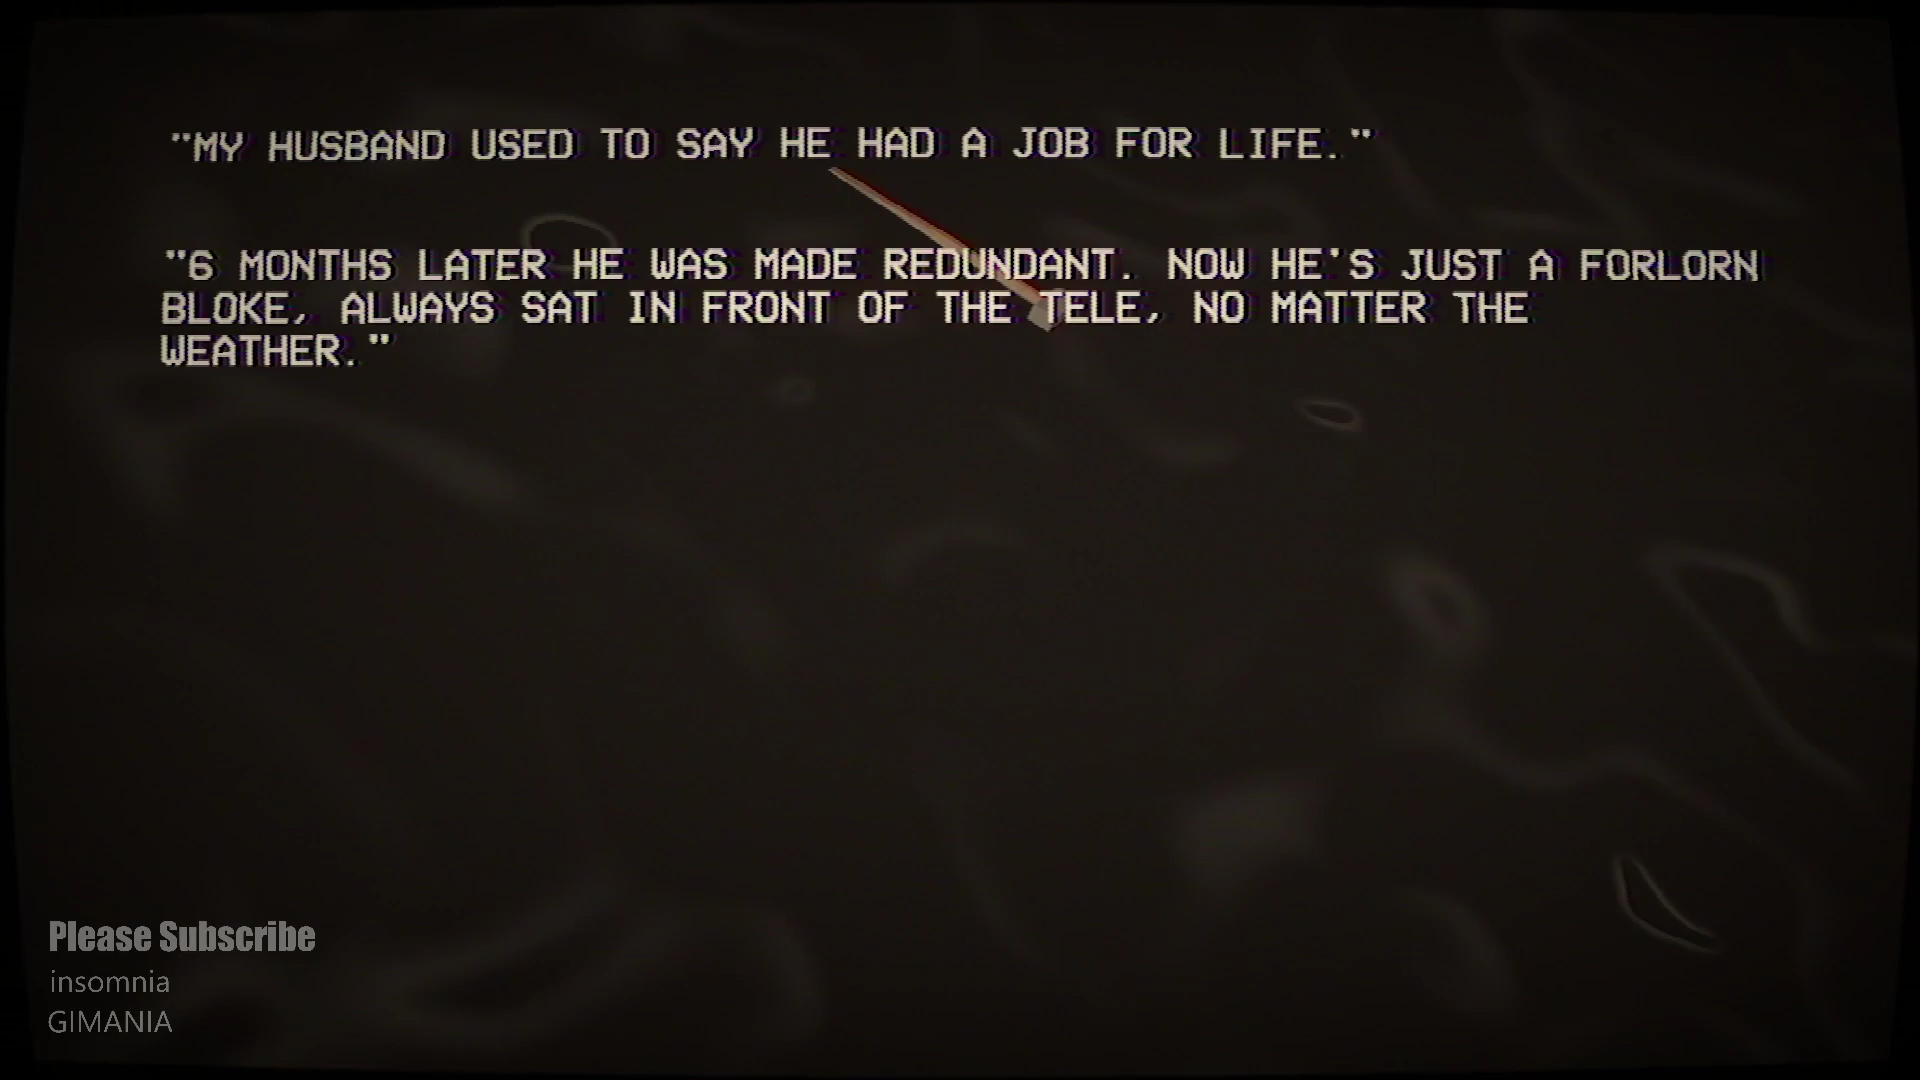 "MY HUSBAND USED TO SAY HE HAD A JOB FOR LIFE."
"6 MONTHS LATER HE WAS MADE REDUNDANT. NOW HE'S JUST A FORLORN
BLOKE, ALWAYS SAT IN FRONT OF THE TELE, NO MATTER THE
WEATHER."
Please Subscribe
insomnia
GIMANIA